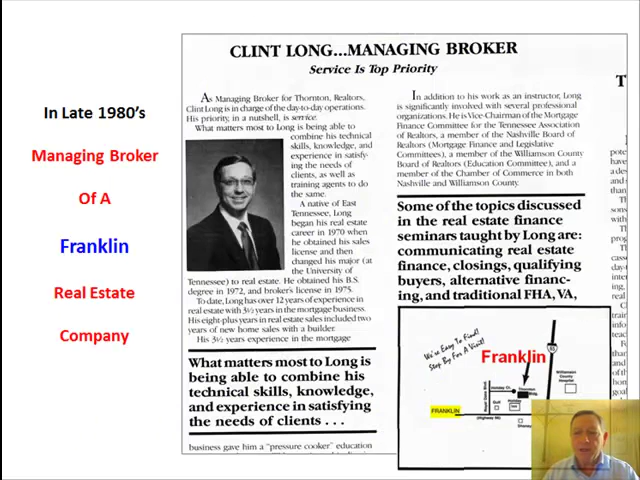 In Late 1980's
Managing Broker
Of A
Franklin
Real Estate
Company
CLINT LONG...MANAGING BROKER
Service Is Top Priority
As Managing Broker for Thornton, Realtors,
Clint Long is in charge of the day-to-day operations.
His priority, in a nutshell, is service.
What matters most to Long is being able to
combine his technical
skills, knowledge, and
experience in satisfy-
ing the needs of
clients, as well as
training agents to do
the same.
A native of East
Tennessee, Long
began his real estate
career in 1970 when
he obtained his sales
license and then
changed his major (at
the University of
Tennessee) to real estate. He obtained his B.S.
degree in 1972, and broker's license in 1975.
To date, Long has over 12 years of experience in
real estate with 3½ years in the mortgage business.
His eight-plus years in real estate sales included two
years of new home sales with a builder.
His 3½ years experience in the mortgage
What matters most to Long is
being able to combine his
technical skills, knowledge,
and experience in satisfying
the needs of clients . . .
business gave him a "pressure cooker" education
In addition to his work as an instructor, Long
is significantly involved with several professional
organizations. He is Vice Chairman of the Mortgage
Finance Committee for the Tennessee Association
of Realtors, a member of the Nashville Board of
Realtors (Mortgage Finance and Legislative
Committees), a member of the Williamson County
Board of Realtors (Education Committee), and a
member of the Chamber of Commerce in both
Nashville and Williamson County.
Some of the topics discussed
in the real estate finance
seminars taught by Long are:
communicating real estate
finance, closings, qualifying
buyers, alternative financ-
ing, and traditional FHA, VA,
We're Easy To Find!
Stop By For A Visit!
Franklin
65
Williamson
County
Hospital
Thornton
Bldg.
Holiday Ct.
Golf
Holiday
Inn
FRANKLIN
(Highway 96)
Shoney's